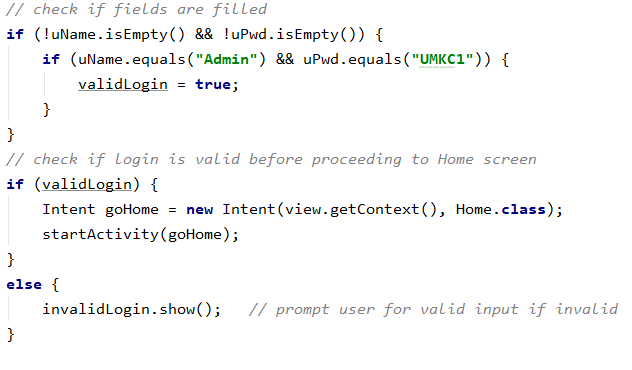 // check if fields are filled
if (!uName.isEmpty() && !uPwd.isEmpty()) {
    if (uName.equals("Admin") && uPwd.equals("UMKC1")) {
        validLogin = true;
    }
}
// check if login is valid before proceeding to Home screen
if (validLogin) {
    Intent goHome = new Intent(view.getContext(), Home.class);
    startActivity(goHome);
}
else {
    invalidLogin.show();   // prompt user for valid input if invalid
}